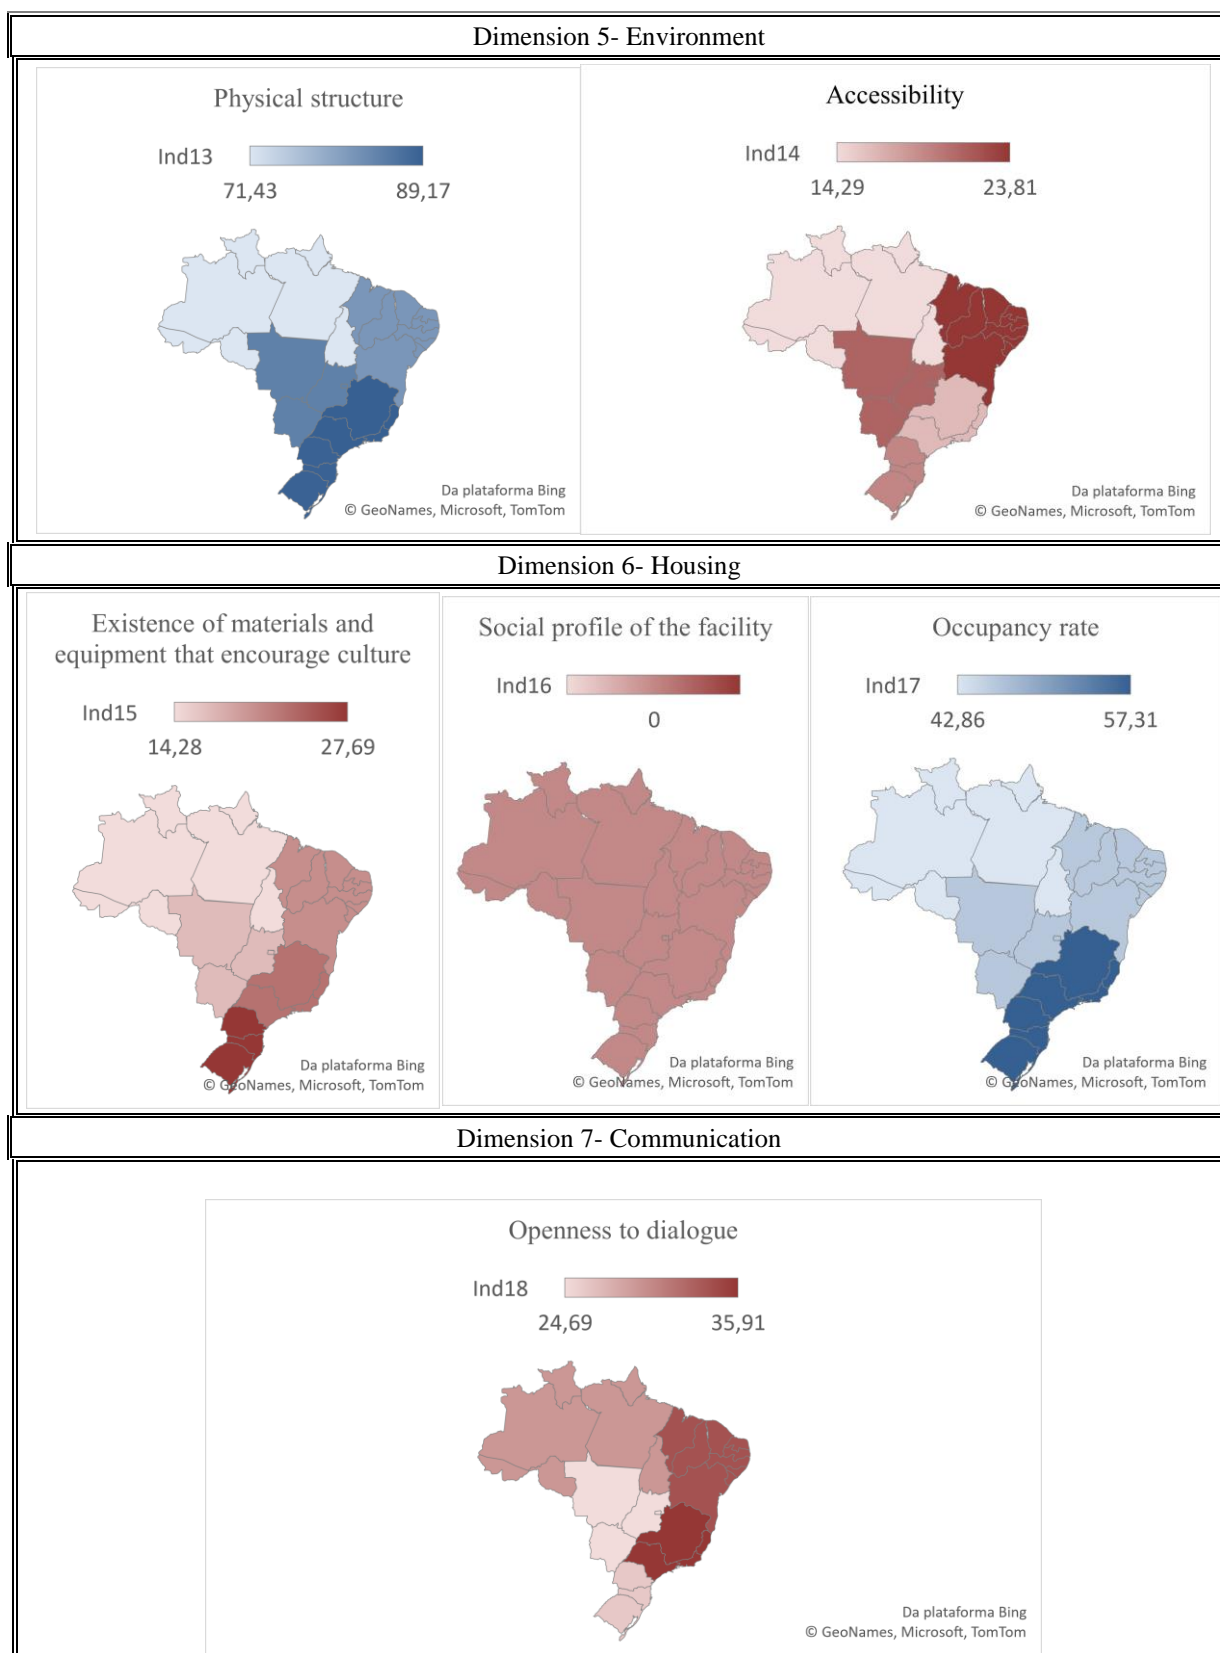 Dimension 5- Environment
Physical structure
Ind13
71,43 89,17
Da plataforma Bing
© GeoNames, Microsoft, TomTom
Accessibility
Ind14
14,29 23,81
Da plataforma Bing
© GeoNames, Microsoft, TomTom
Dimension 6- Housing
Existence of materials and
equipment that encourage culture
Ind15
14,28 27,69
Da plataforma Bing
© GeoNames, Microsoft, TomTom
Social profile of the facility
Ind16
0
Da plataforma Bing
© GeoNames, Microsoft, TomTom
Occupancy rate
Ind17
42,86 57,31
Da plataforma Bing
© GeoNames, Microsoft, TomTom
Dimension 7- Communication
Openness to dialogue
Ind18
24,69 35,91
Da plataforma Bing
© GeoNames, Microsoft, TomTom